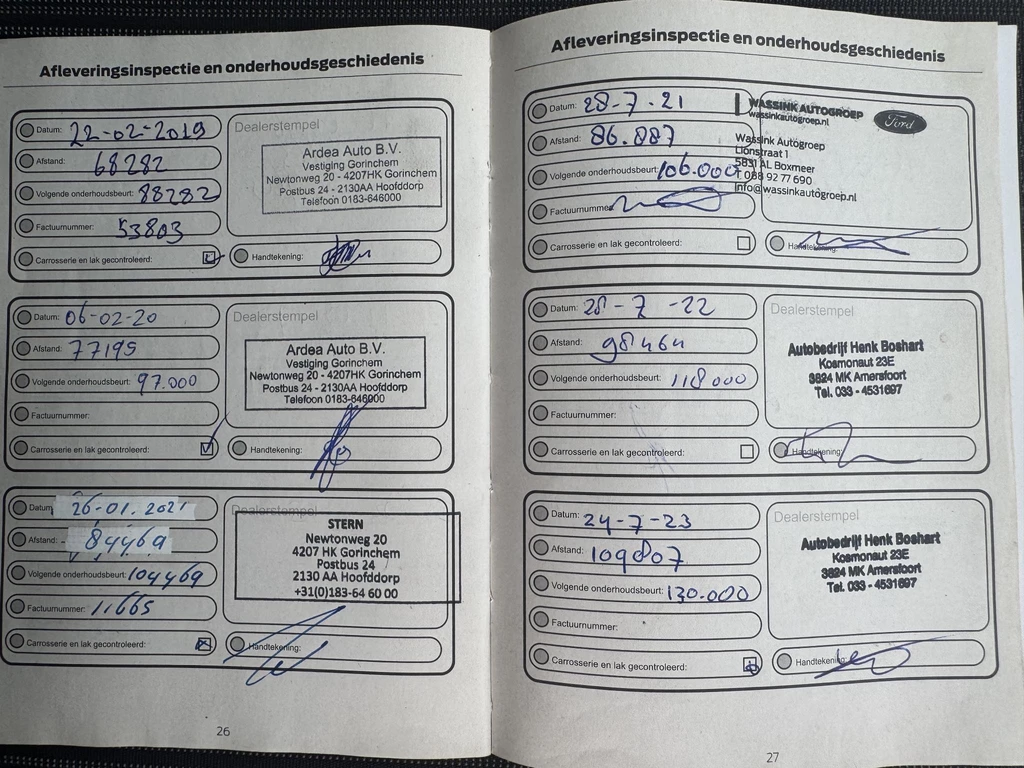 Afleveringsinspectie en onderhoudsgeschiedenis
Datum: 22-02-2019
Afstand: 68282
Volgende onderhoudsbeurt: 88282
Factuurnummer: 53803
Carrosserie en lak gecontroleerd:
Dealerstempel
Ardea Auto B.V.
Vestiging Gorinchem
Newtonweg 20 - 4207HK Gorinchem
Postbus 24 - 2130AA Hoofddorp
Telefoon 0183-646000
Handtekening:
Datum: 06-02-20
Afstand: 77195
Volgende onderhoudsbeurt: 97.000
Factuurnummer:
Carrosserie en lak gecontroleerd:
Dealerstempel
Ardea Auto B.V.
Vestiging Gorinchem
Newtonweg 20 - 4207HK Gorinchem
Postbus 24 - 2130AA Hoofddorp
Telefoon 0183-646000
Handtekening:
Datum 26-01.2021
Afstand: 84469
Volgende onderhoudsbeurt: 104469
Factuurnummer: 11665
Carrosserie en lak gecontroleerd:
Dealerstempel
STERN
Newtonweg 20
4207 HK Gorinchem
Postbus 24
2130 AA Hoofddorp
+31(0)183-64 60 00
Handtekening:
26
Afleveringsinspectie en onderhoudsgeschiedenis
Datum: 28-7-21
Afstand: 86.887
Volgende onderhoudsbeurt: 106.000
Factuurnummer
Carrosserie en lak gecontroleerd:
WASSINK AUTOGROEP
wassinkautogroep.nl
Ford
Wassink Autogroep
Lionstraat 1
5831 AL Boxmeer
T 088 92 77 690
info@wassinkautogroep.nl
Handtekening:
Datum: 28-7-22
Afstand: 98464
Volgende onderhoudsbeurt: 118000
Factuurnummer:
Carrosserie en lak gecontroleerd:
Dealerstempel
Autobedrijf Henk Boshart
Kosmonaut 23E
3824 MK Amersfoort
Tel. 033 - 4531697
Handtekening:
Datum: 24-7-23
Afstand: 109807
Volgende onderhoudsbeurt: 130.000
Factuurnummer:
Carrosserie en lak gecontroleerd:
Dealerstempel
Autobedrijf Henk Boshart
Kosmonaut 23E
3824 MK Amersfoort
Tel. 033 - 4531697
Handtekening:
27